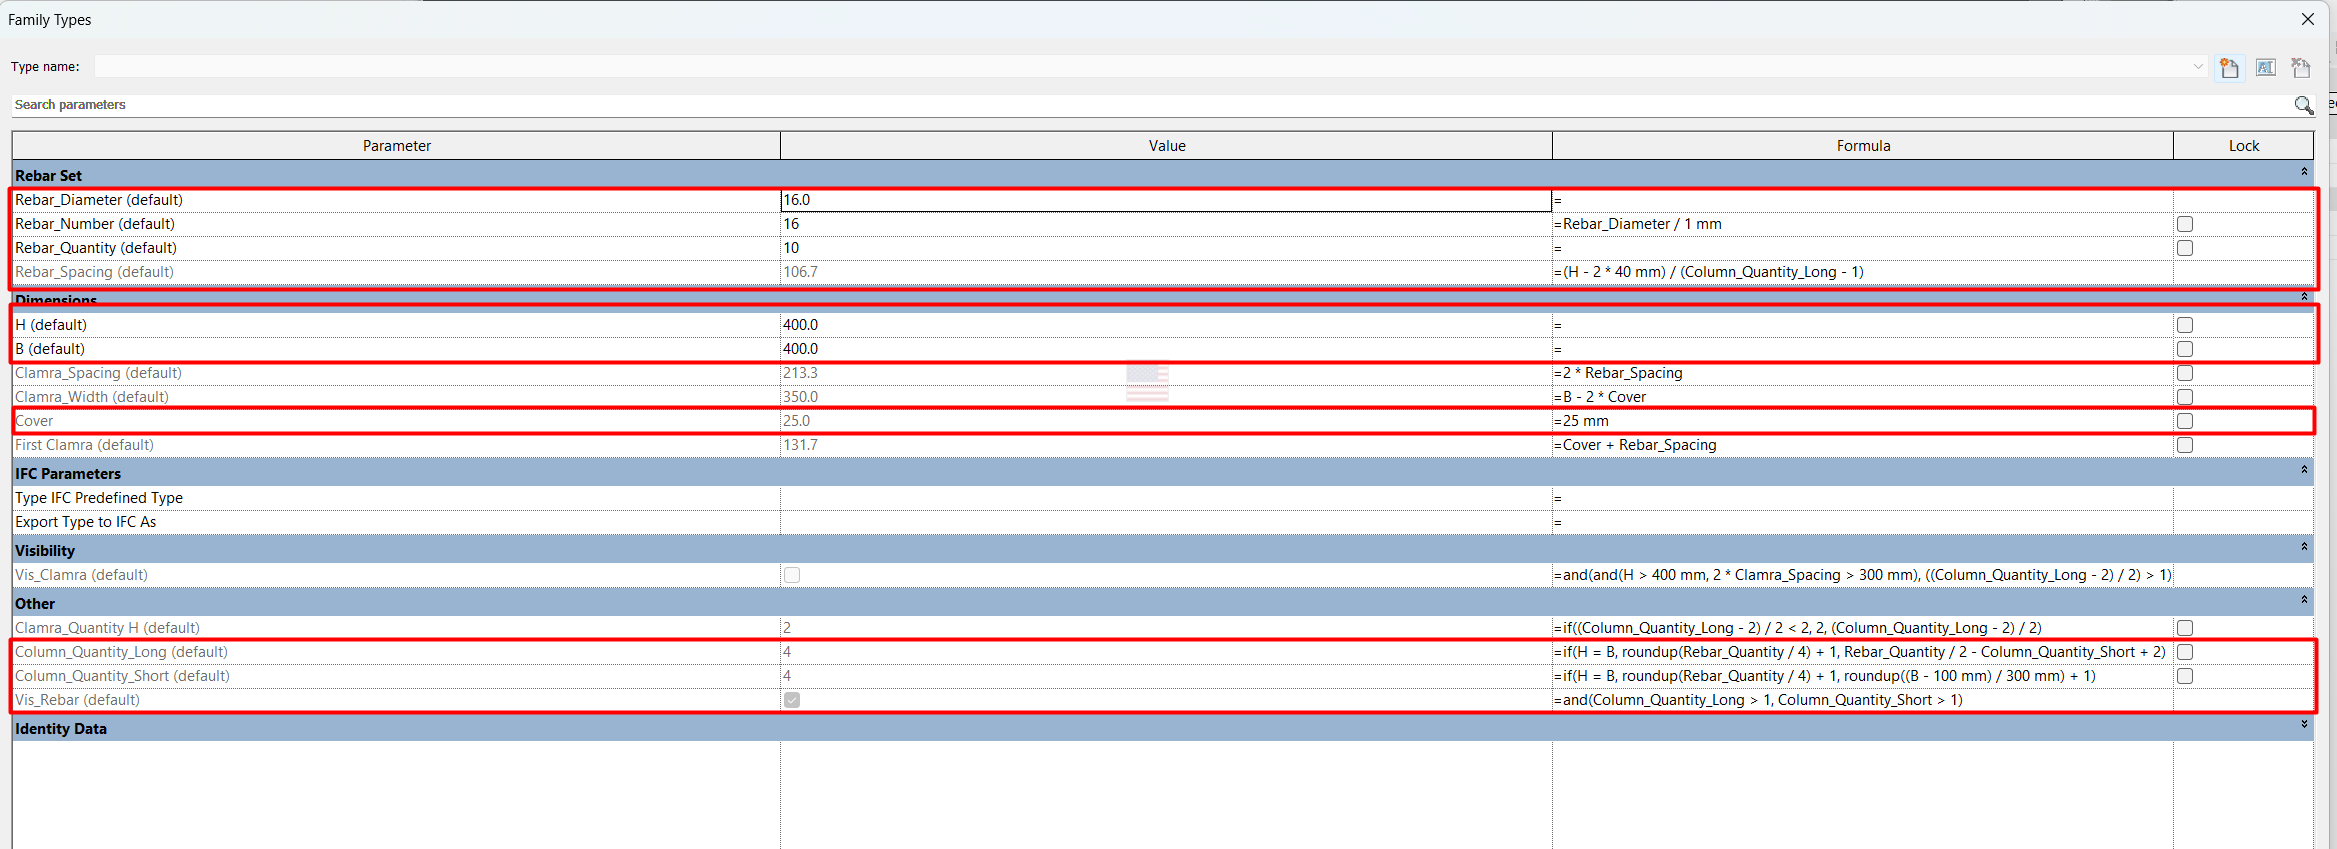 Family Types
Type name:
Search parameters
Parameter Value Formula Lock
Rebar Set
Rebar_Diameter (default) 16.0 =
Rebar_Number (default) 16 =Rebar_Diameter / 1 mm
Rebar_Quantity (default) 10 =
Rebar_Spacing (default) 106.7 =(H - 2 * 40 mm) / (Column_Quantity_Long - 1)
Dimensions
H (default) 400.0 =
B (default) 400.0 =
Clamra_Spacing (default) 213.3 =2 * Rebar_Spacing
Clamra_Width (default) 350.0 =B - 2 * Cover
Cover 25.0 =25 mm
First Clamra (default) 131.7 =Cover + Rebar_Spacing
IFC Parameters
Type IFC Predefined Type =
Export Type to IFC As =
Visibility
Vis_Clamra (default) =and(and(H > 400 mm, 2 * Clamra_Spacing > 300 mm), ((Column_Quantity_Long - 2) / 2) > 1)
Other
Clamra_Quantity H (default) 2 =if((Column_Quantity_Long - 2) / 2 < 2, 2, (Column_Quantity_Long - 2) / 2)
Column_Quantity_Long (default) 4 =if(H = B, roundup(Rebar_Quantity / 4) + 1, Rebar_Quantity / 2 - Column_Quantity_Short + 2)
Column_Quantity_Short (default) 4 =if(H = B, roundup(Rebar_Quantity / 4) + 1, roundup((B - 100 mm) / 300 mm) + 1)
Vis_Rebar (default) =and(Column_Quantity_Long > 1, Column_Quantity_Short > 1)
Identity Data